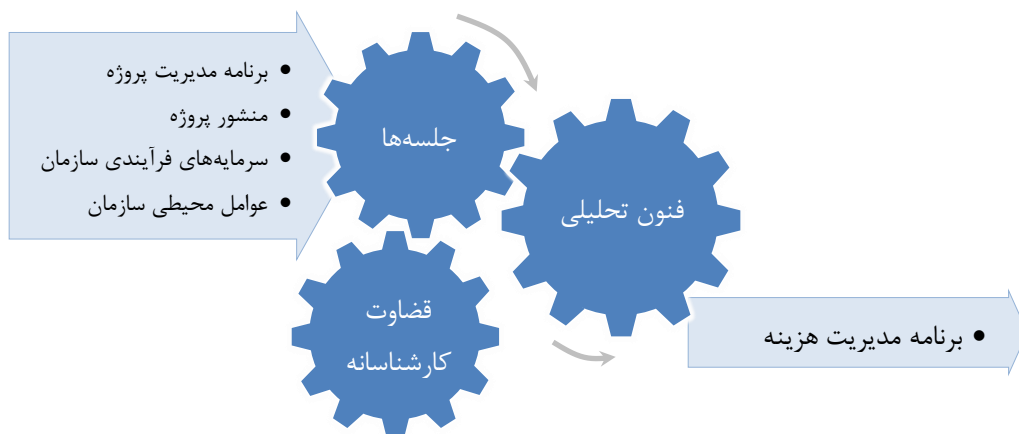 • برنامه مدیریت پروژه
• منشور پروژه
• سرمایه‌های فرآیندی سازمان
• عوامل محیطی سازمان
جلسه‌ها
فنون تحلیلی
قضاوت
کارشناسانه
• برنامه مدیریت هزینه